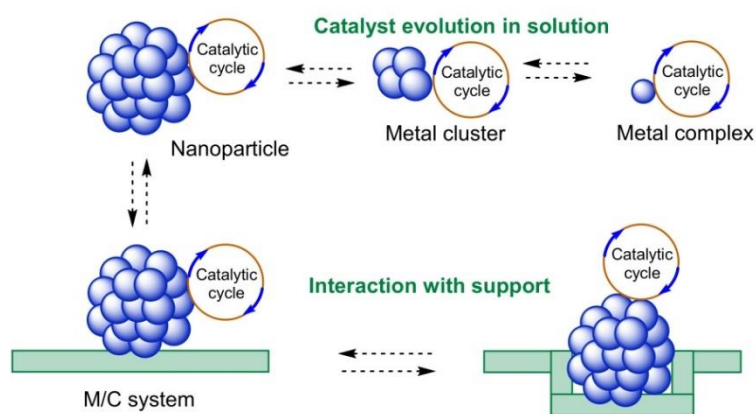 Catalyst evolution in solution
Catalytic
cycle
Catalytic
cycle
Catalytic
cycle
Nanoparticle
Metal cluster
Metal complex
Catalytic
cycle
Interaction with support
Catalytic
cycle
M/C system